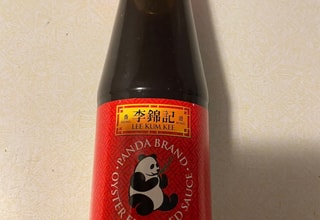 李錦記
LEE KUM KEE
· PANDA BRAND ·
OYSTER FLAVORED SAUCE